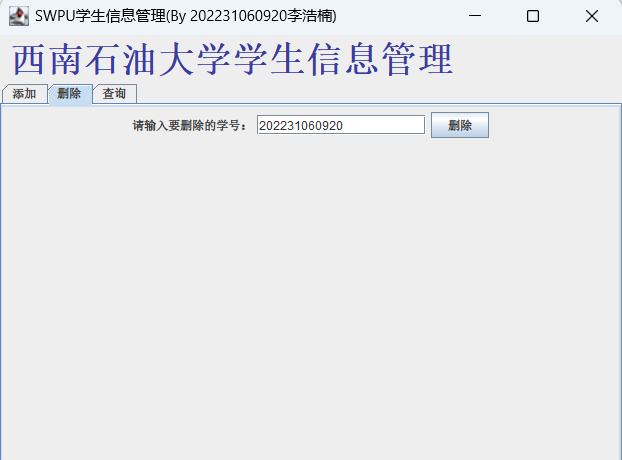 SWPU学生信息管理(By 202231060920李浩楠)
西南石油大学学生信息管理
添加 删除 查询
请输入要删除的学号： 202231060920 删除